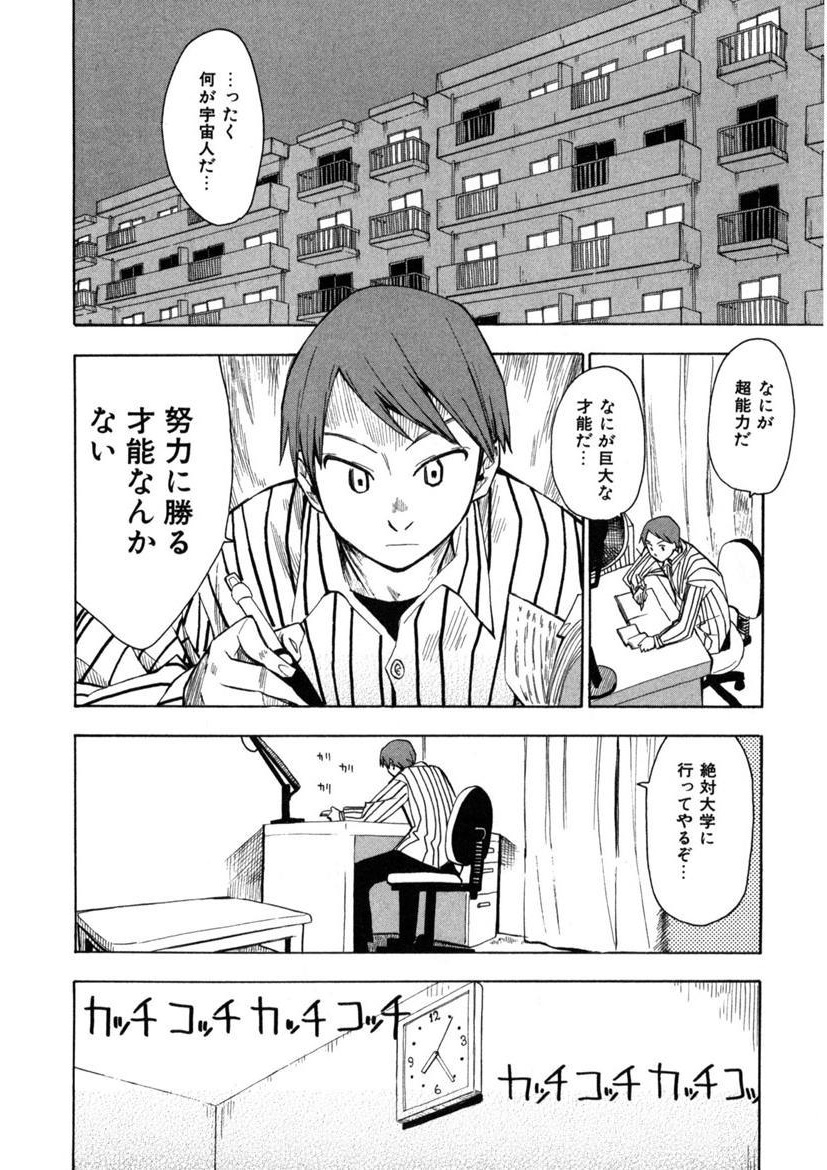 …ったく
何が宇宙人だ…
なにが
超能力だ
なにが巨大な
才能だ…
努力に勝る
才能なんか
ない
絶対大学に
行ってやるぞ…
カリ
カリ
カリ
カッチ コッチ カッチ コッチ
12
3
6
9
カッチ コッチ カッチ コッ